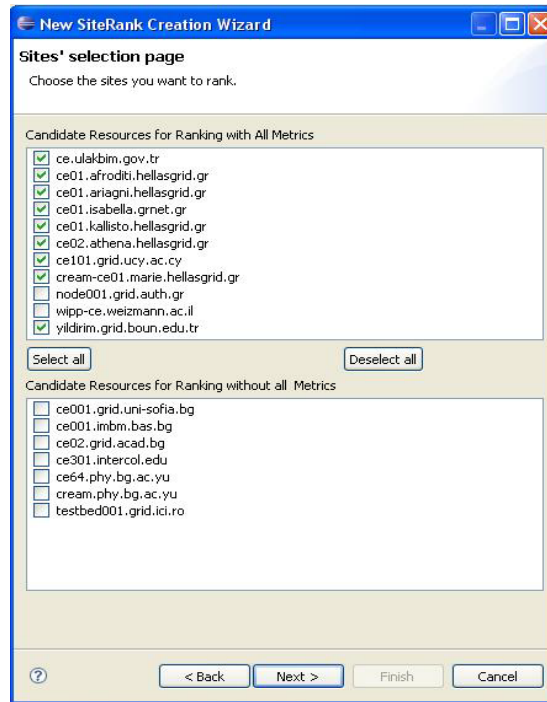 New SiteRank Creation Wizard
Sites' selection page
Choose the sites you want to rank.
Candidate Resources for Ranking with All Metrics
ce.ulakbim.gov.tr
ce01.afroditi.hellasgrid.gr
ce01.ariagni.hellasgrid.gr
ce01.isabella.grnet.gr
ce01.kallisto.hellasgrid.gr
ce02.athena.hellasgrid.gr
ce101.grid.ucy.ac.cy
cream-ce01.marie.hellasgrid.gr
node001.grid.auth.gr
wipp-ce.weizmann.ac.il
yildirim.grid.boun.edu.tr
Select all Deselect all
Candidate Resources for Ranking without all Metrics
ce001.grid.uni-sofia.bg
ce001.imbm.bas.bg
ce02.grid.acad.bg
ce301.intercol.edu
ce64.phy.bg.ac.yu
cream.phy.bg.ac.yu
testbed001.grid.ici.ro
? < Back Next > Finish Cancel